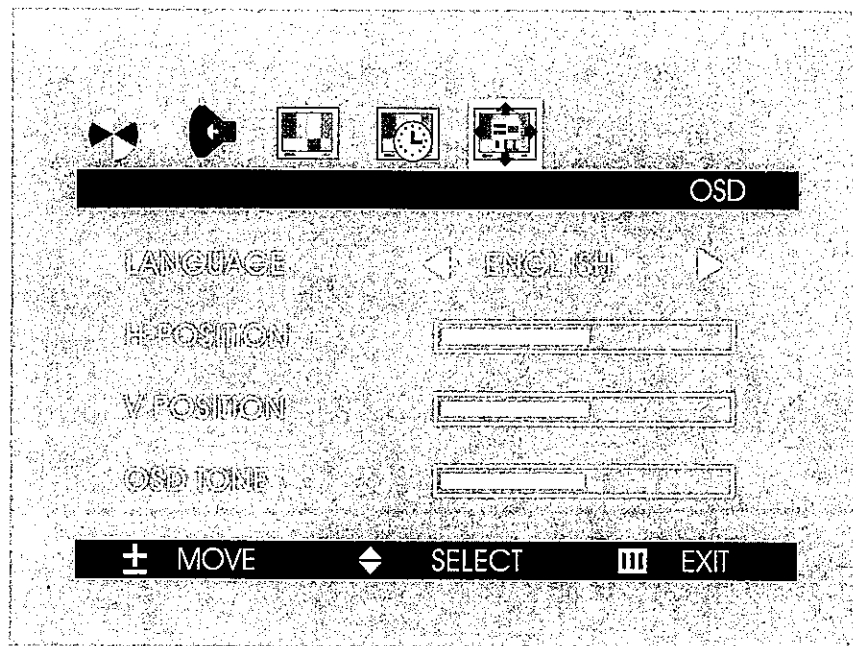 OSD
LANGUAGE ENGLISH
H-POSITION
V-POSITION
OSD TONE
± MOVE SELECT EXIT